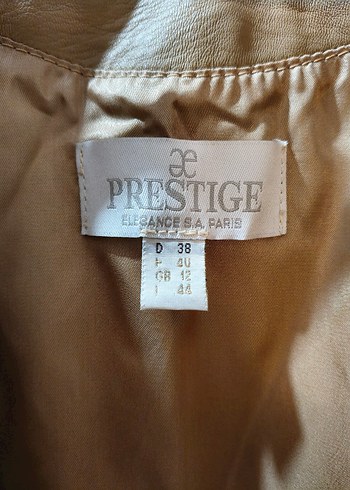 æ
PRESTIGE
ELEGANCE S.A. PARIS
D 38
F 40
GB 12
I 44